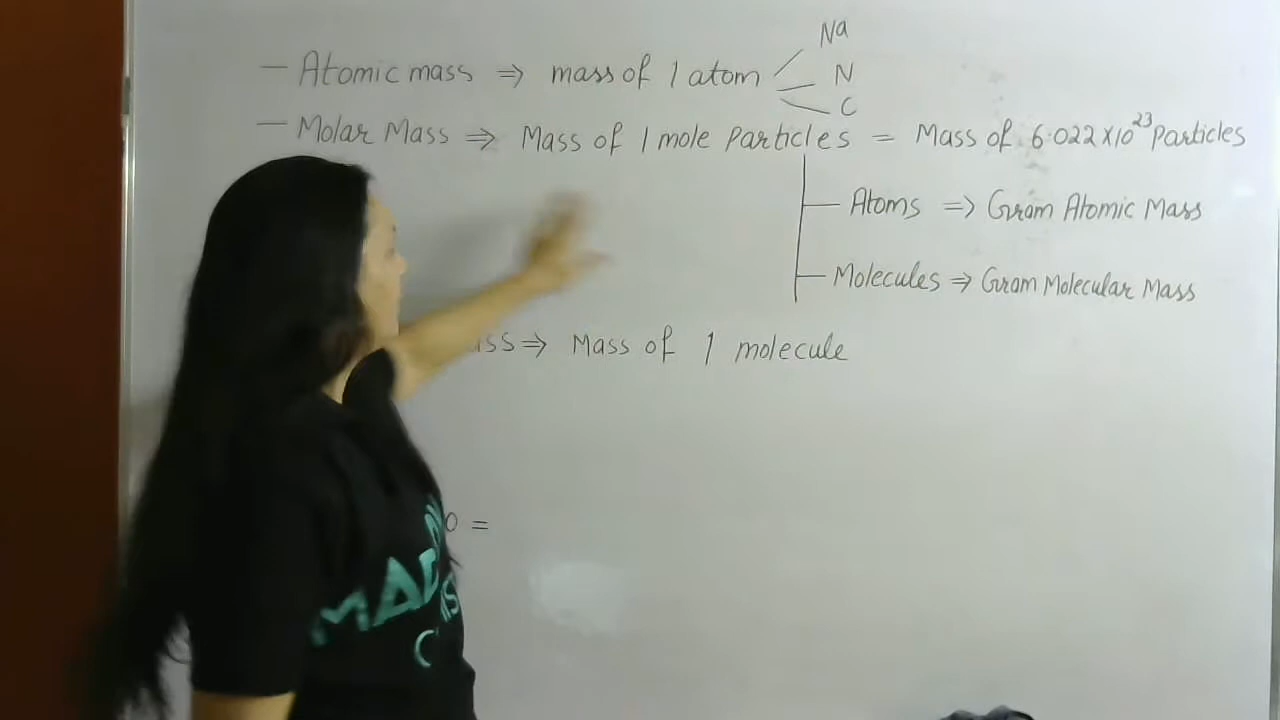 Na
— Atomic mass ⇒ mass of 1 atom
N
C
— Molar Mass ⇒ Mass of 1 mole Particles = Mass of 6.022×10²³ Particles
Atoms ⇒ Gram Atomic Mass
Molecules ⇒ Gram Molecular Mass
⇒ Mass of 1 molecule
O =